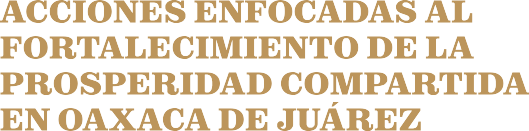 ACCIONES ENFOCADAS AL
FORTALECIMIENTO DE LA
PROSPERIDAD COMPARTIDA
EN OAXACA DE JUÁREZ